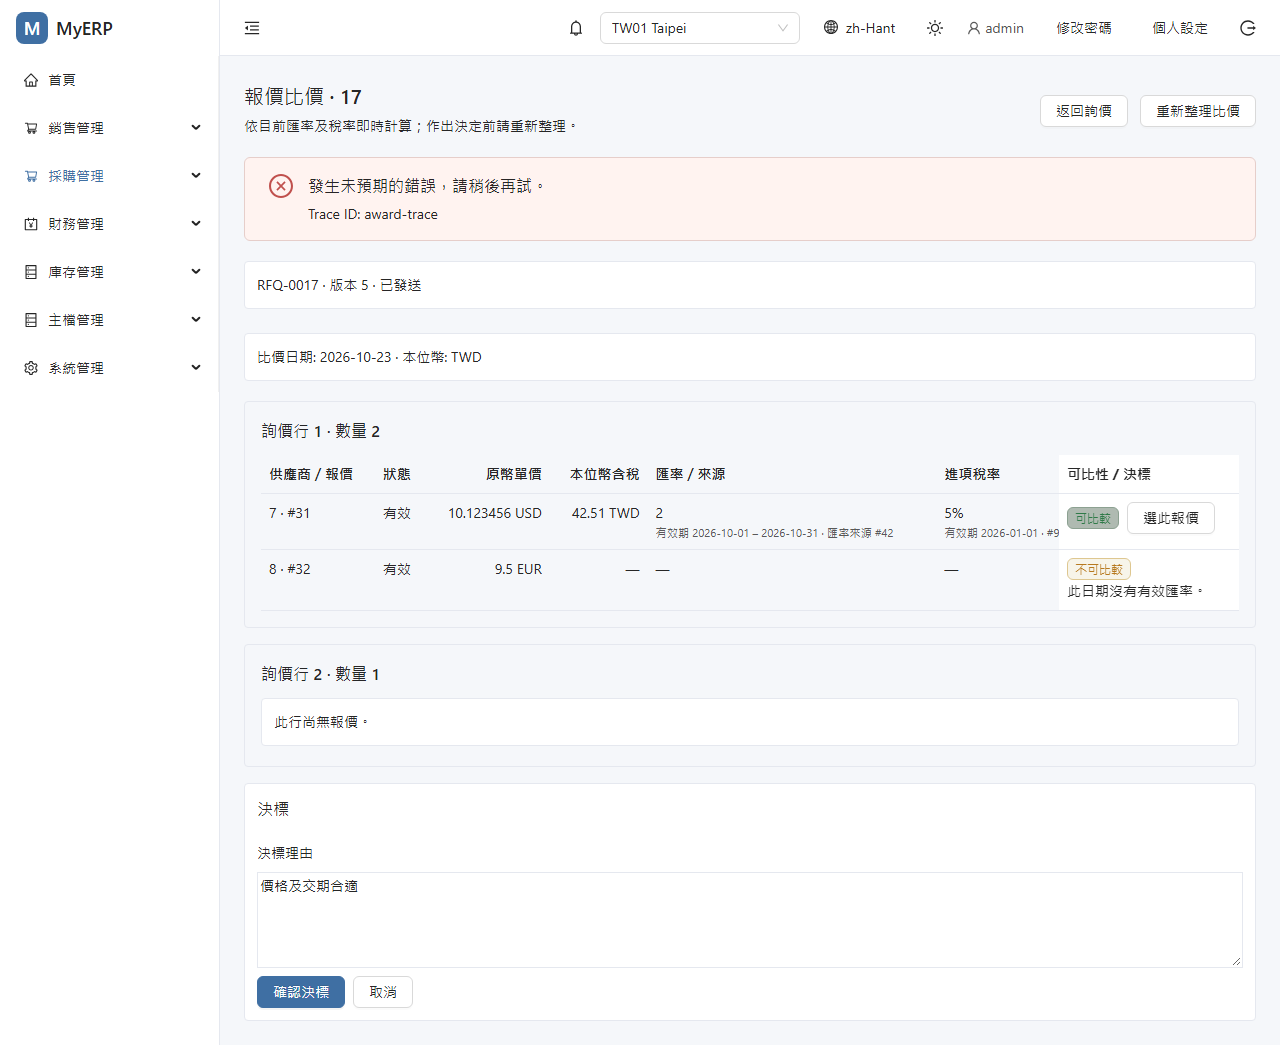 M MyERP
TW01 Taipei
zh-Hant
admin
修改密碼
個人設定
首頁
銷售管理
採購管理
財務管理
庫存管理
主檔管理
系統管理
報價比價 · 17
依目前匯率及稅率即時計算；作出決定前請重新整理。
返回詢價
重新整理比價
發生未預期的錯誤，請稍後再試。
Trace ID: award-trace
RFQ-0017 · 版本 5 · 已發送
比價日期: 2026-10-23 · 本位幣: TWD
詢價行 1 · 數量 2
供應商 / 報價 狀態 原幣單價 本位幣含稅 匯率 / 來源 進項稅率 可比性 / 決標
7 · #31 有效 10.123456 USD 42.51 TWD 2 5% 可比較 選此報價
有效期 2026-10-01 – 2026-10-31 · 匯率來源 #42 有效期 2026-01-01 · #9
8 · #32 有效 9.5 EUR — — — 不可比較
此日期沒有有效匯率。
詢價行 2 · 數量 1
此行尚無報價。
決標
決標理由
價格及交期合適
確認決標 取消